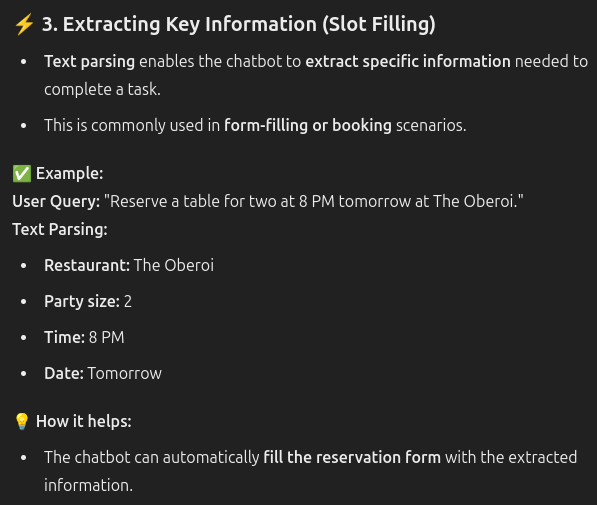 ⚡ 3. Extracting Key Information (Slot Filling)
• Text parsing enables the chatbot to extract specific information needed to
complete a task.
• This is commonly used in form-filling or booking scenarios.
✅ Example:
User Query: "Reserve a table for two at 8 PM tomorrow at The Oberoi."
Text Parsing:
• Restaurant: The Oberoi
• Party size: 2
• Time: 8 PM
• Date: Tomorrow
💡 How it helps:
• The chatbot can automatically fill the reservation form with the extracted
information.